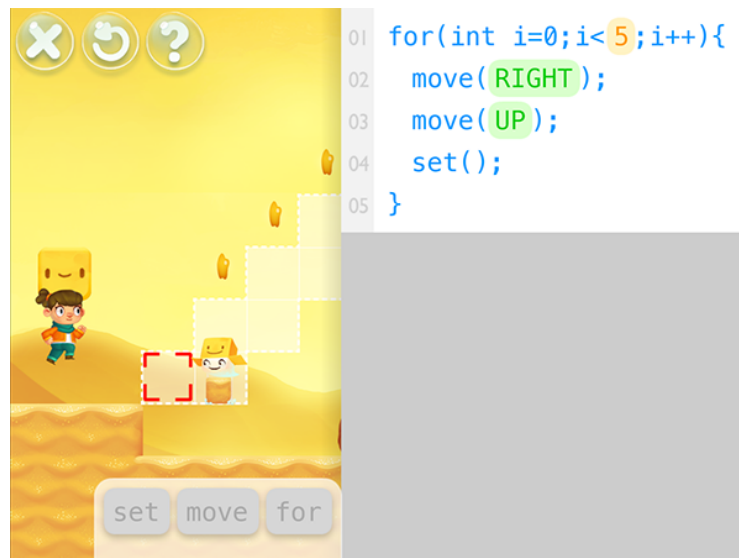 01 for(int i=0;i<5;i++){
02 move(RIGHT);
03 move(UP);
04 set();
05 }
?
set move for